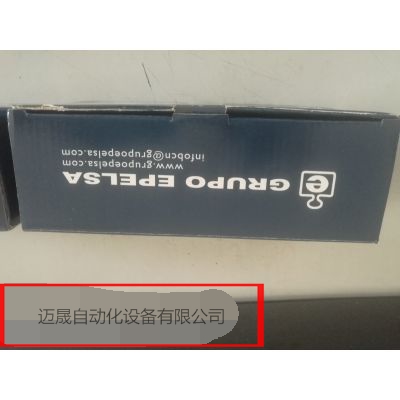 GRUPO EPELSA
www.grupoepelsa.com
infobcn@grupoepelsa.com
迈晟自动化设备有限公司